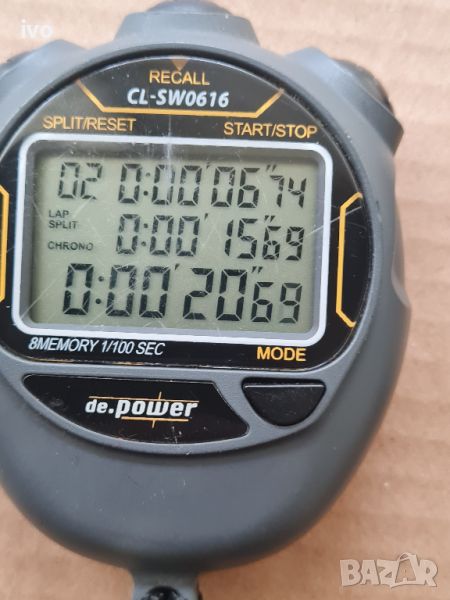 ivo
RECALL
CL-SW0616
SPLIT/RESET START/STOP
02 0:00'06"74
LAP
SPLIT 0:00'15"69
CHRONO
0:00'20"69
8MEMORY 1/100 SEC MODE
de.power
BAZAR